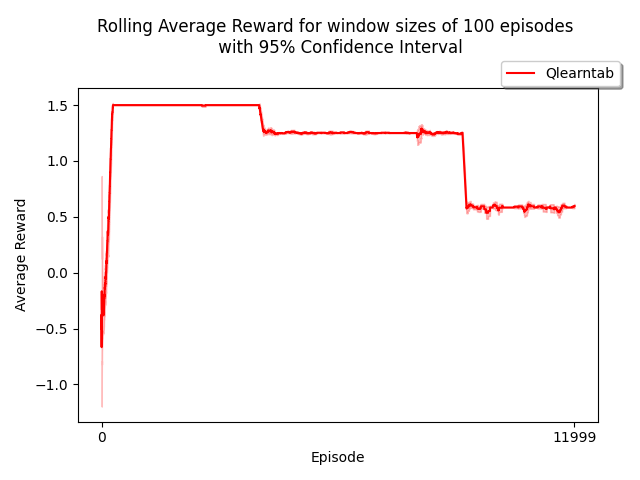 Rolling Average Reward for window sizes of 100 episodes
with 95% Confidence Interval
Qlearntab
1.5
1.0
0.5
0.0
−0.5
−1.0
Average Reward
0
11999
Episode